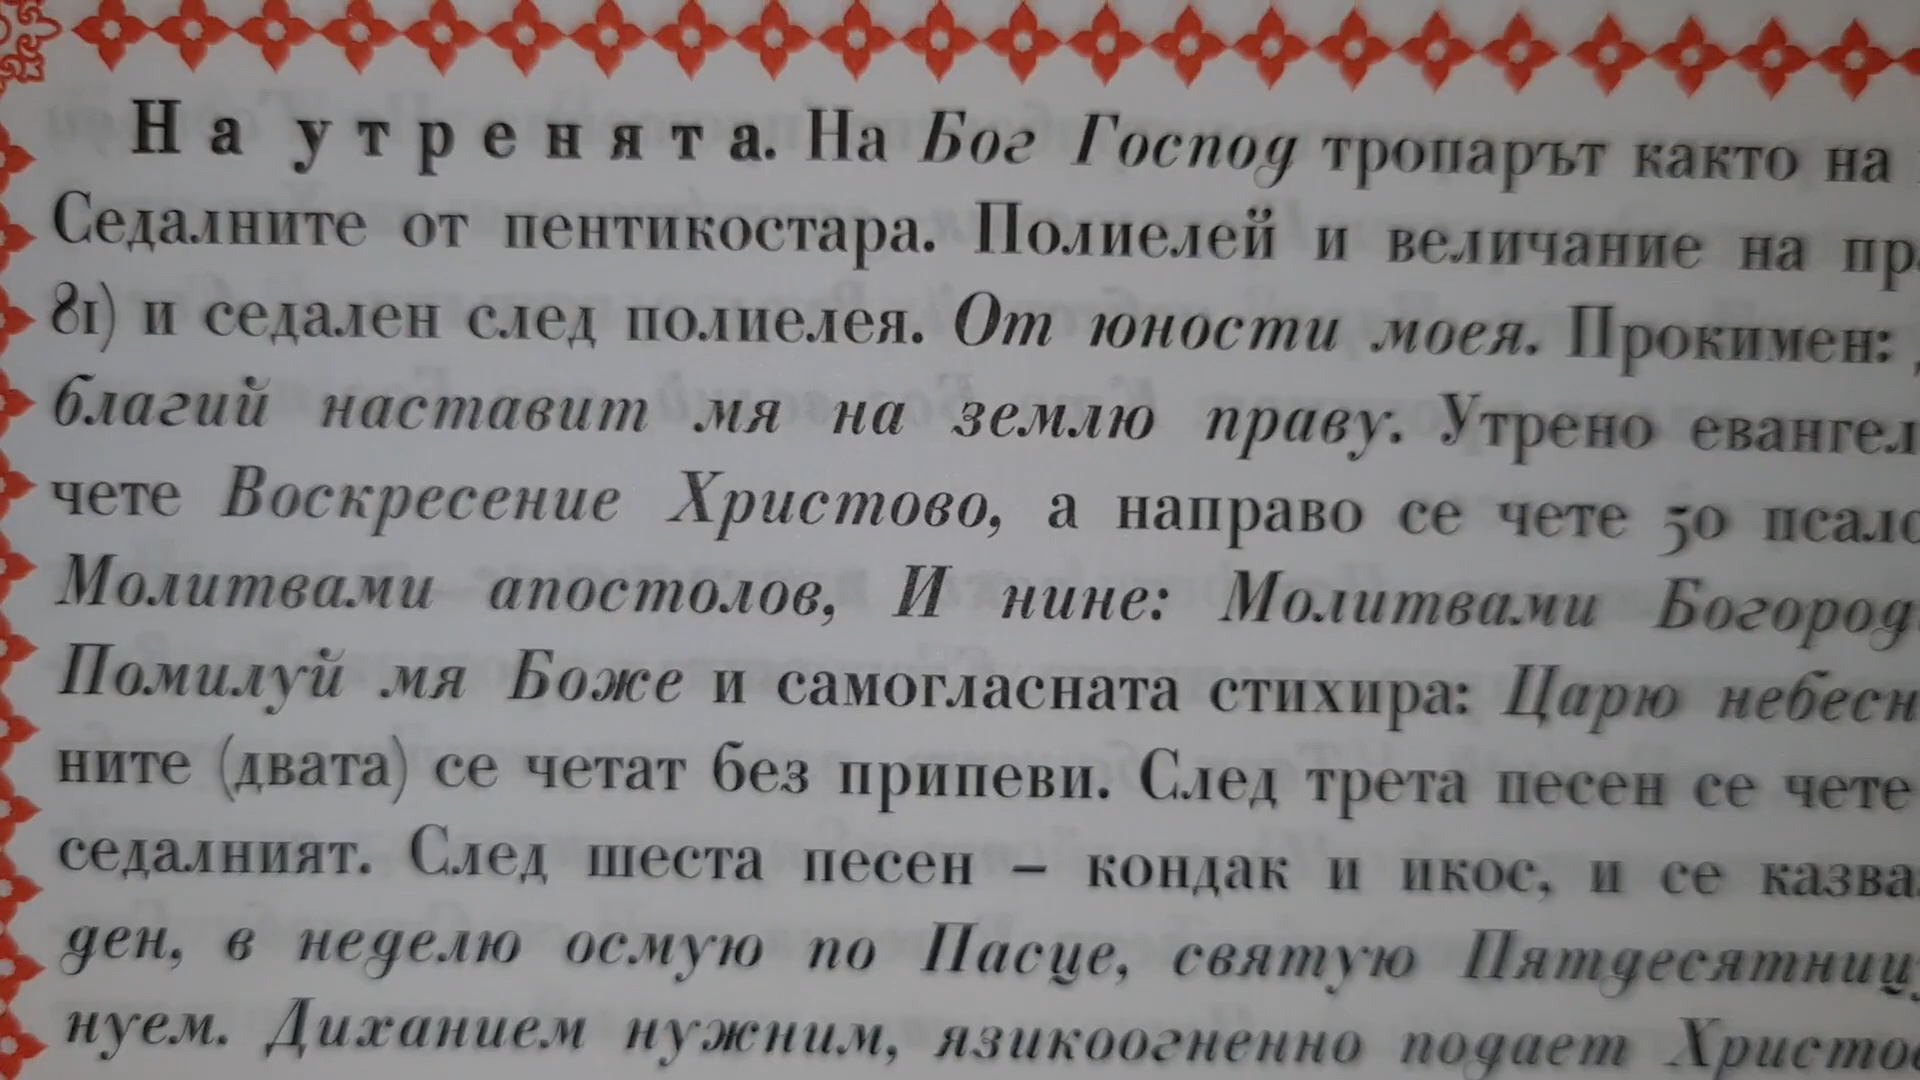 На утренята. На Бог Господ тропарът както на
Седалните от пентикостара. Полиелей и величание на
81) и седален след полиелея. От юности моея. Прокимен:
благий наставит мя на землю праву. Утрено евангел
чете Воскресение Христово, а направо се чете 50 псало
Молитвами апостолов, И нине: Молитвами Богород
Помилуй мя Боже и самогласната стихира: Царю небесн
ните (двата) се четат без припеви. След трета песен се чете
седалният. След шеста песен – кондак и икос, и се казва
ден, в неделю осмую по Пасце, святую Пятдесятниц
нуем. Диханием нужним, язикоогненно подает Христос